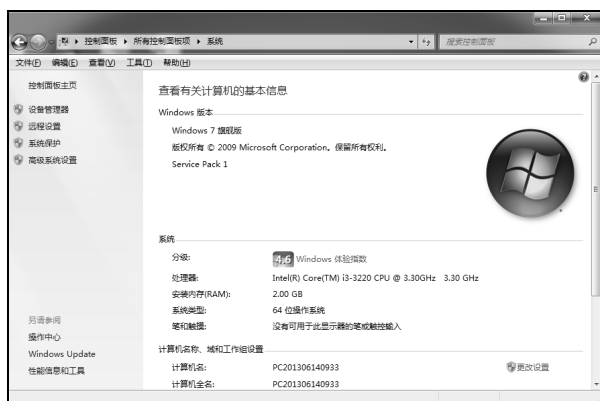 控制面板 ▸ 所有控制面板项 ▸ 系统
搜索控制面板
文件(F) 编辑(E) 查看(V) 工具(T) 帮助(H)
控制面板主页
设备管理器
远程设置
系统保护
高级系统设置
查看有关计算机的基本信息
Windows 版本
Windows 7 旗舰版
版权所有 © 2009 Microsoft Corporation。保留所有权利。
Service Pack 1
系统
分级: 4.6 Windows 体验指数
处理器: Intel(R) Core(TM) i3-3220 CPU @ 3.30GHz 3.30 GHz
安装内存(RAM): 2.00 GB
系统类型: 64 位操作系统
笔和触摸: 没有可用于此显示器的笔或触控输入
计算机名称、域和工作组设置
计算机名: PC201306140933 更改设置
计算机全名: PC201306140933
另请参阅
操作中心
Windows Update
性能信息和工具